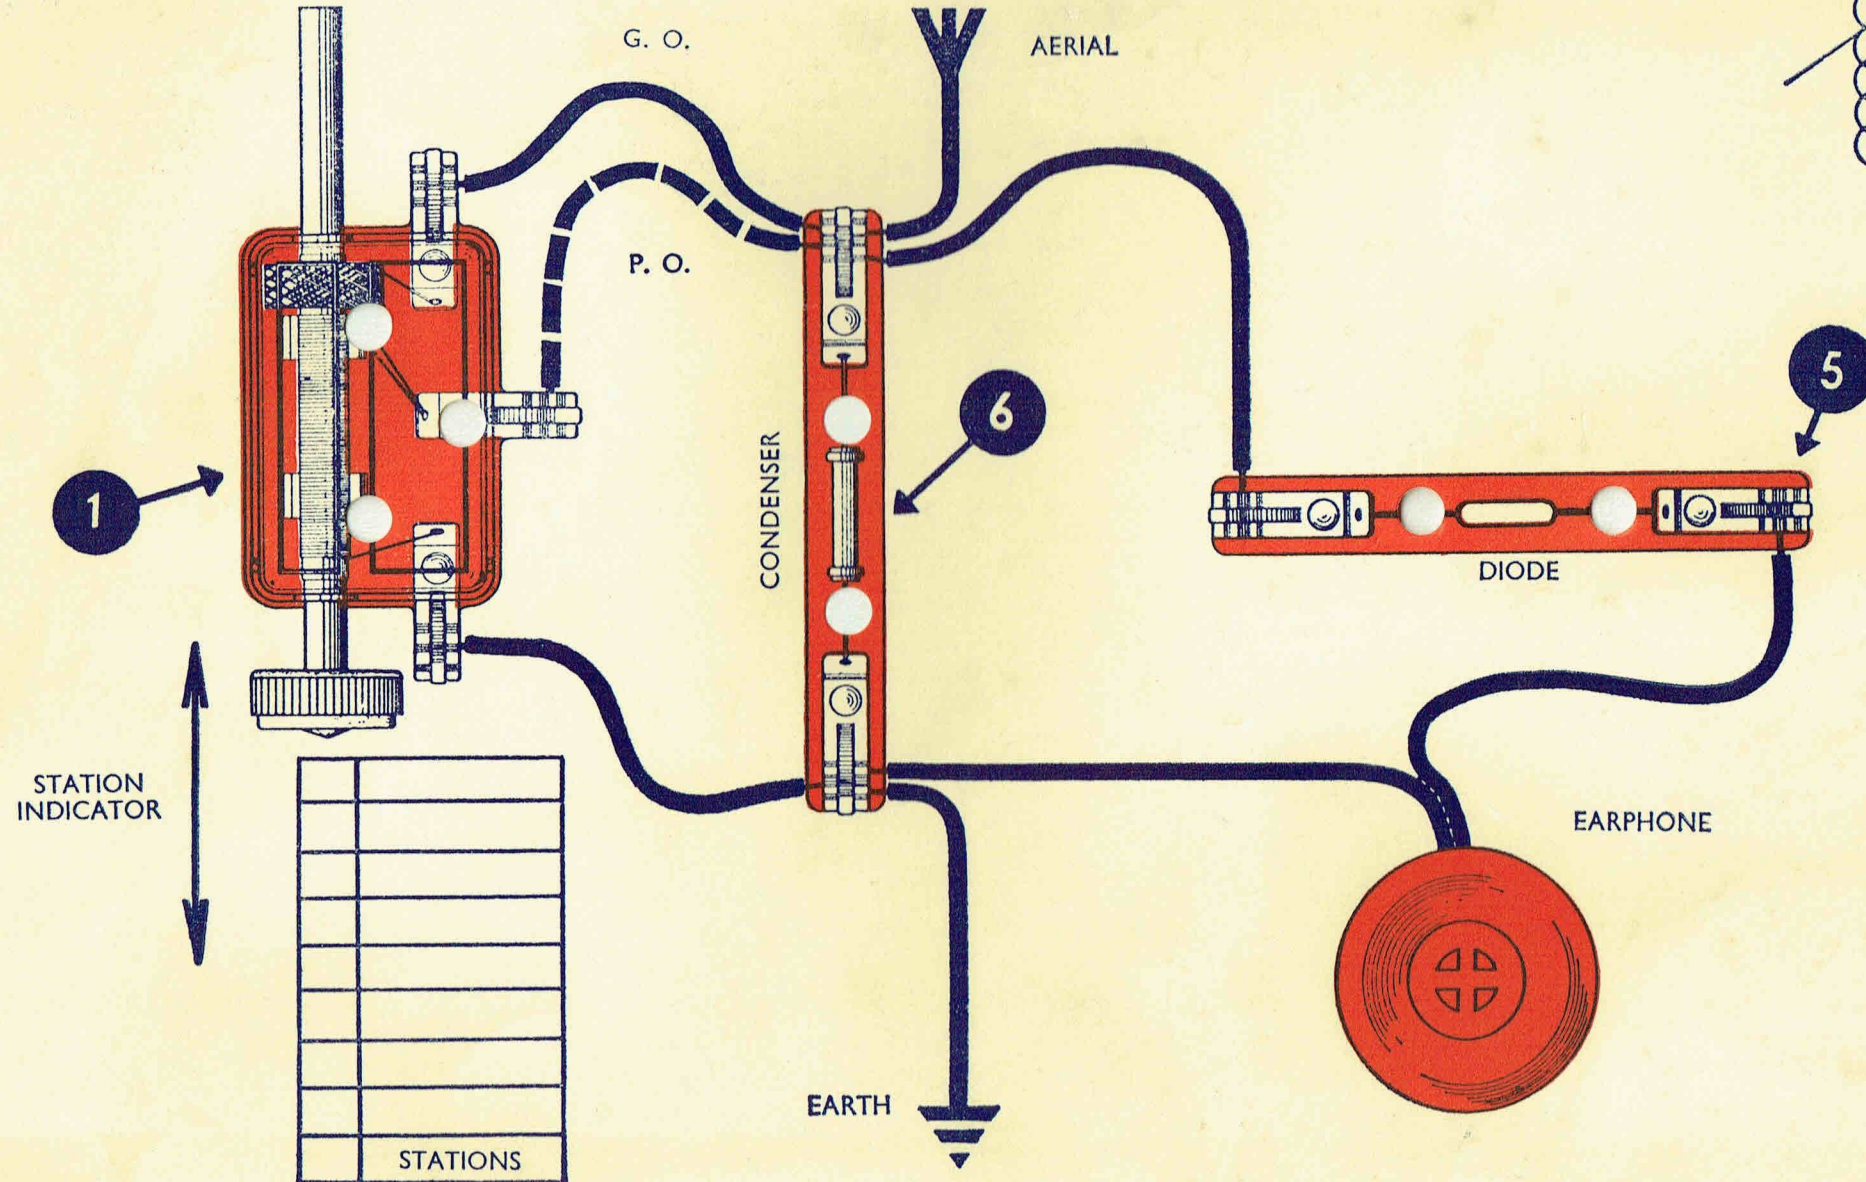 G. O.
AERIAL
P. O.
5
6
1
CONDENSER
DIODE
STATION
INDICATOR
EARPHONE
EARTH
STATIONS